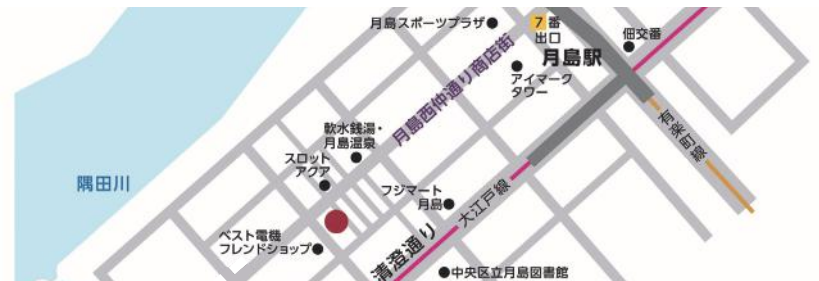 月島スポーツプラザ
7番
出口
佃交番
月島駅
アイマーク
タワー
月島西仲通り商店街
有楽町線
軟水銭湯・
月島温泉
スロット
アクア
隅田川
フジマート
月島
大江戸線
ベスト電機
フレンドショップ
清澄通り
中央区立月島図書館